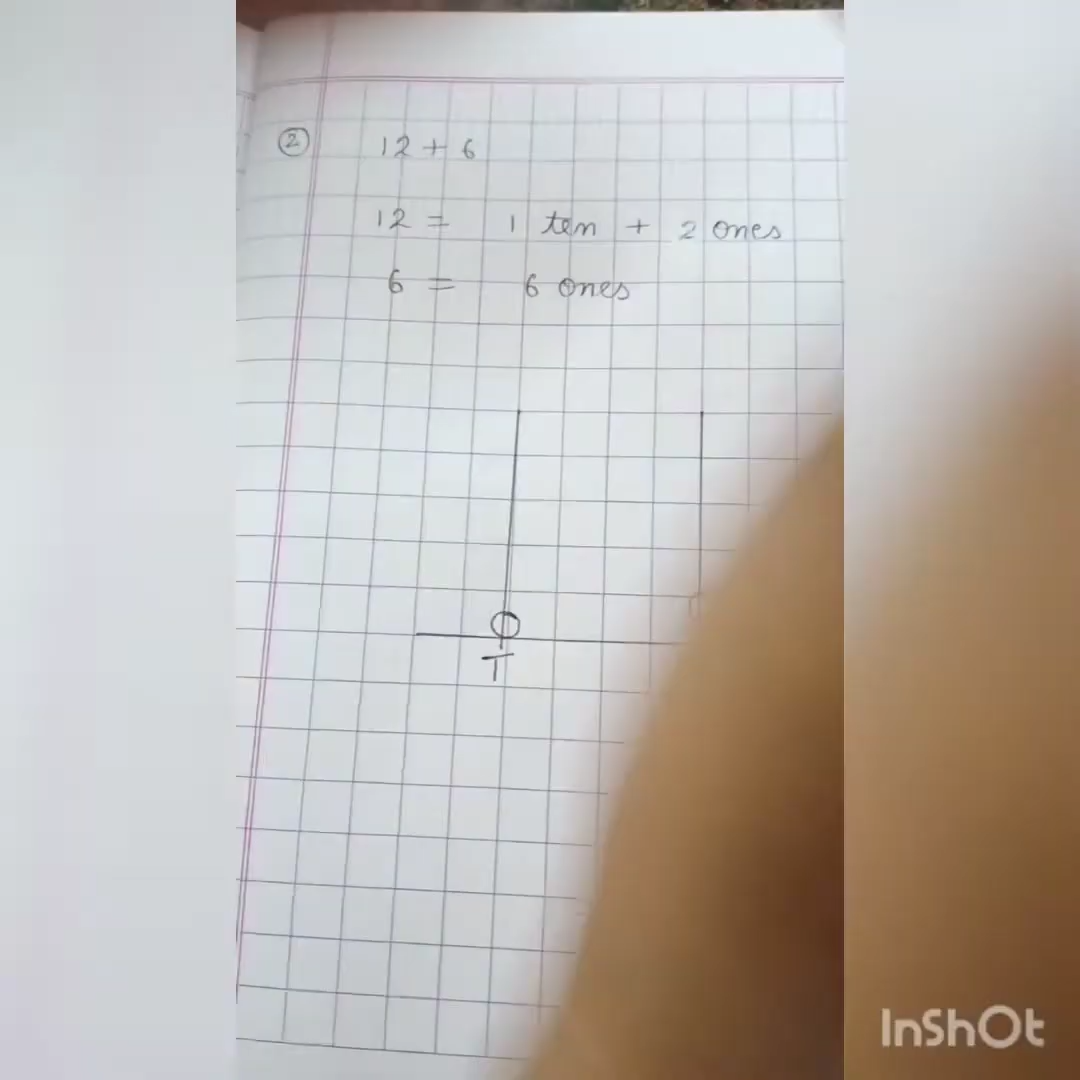 ② 12 + 6
12 = 1 ten + 2 ones
6 = 6 ones
T
InShOt